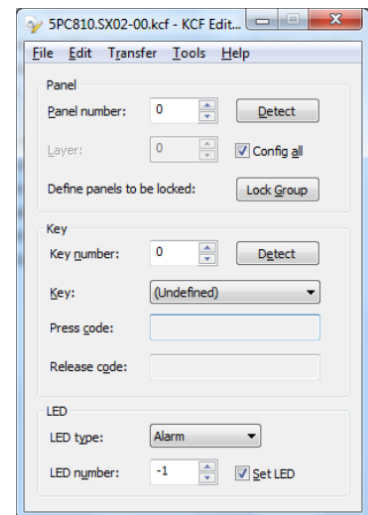 5PC810.SX02-00.kcf - KCF Edit...
File Edit Transfer Tools Help
Panel
Panel number: 0 Detect
Layer: 0 Config all
Define panels to be locked: Lock Group
Key
Key number: 0 Detect
Key: (Undefined)
Press code:
Release code:
LED
LED type: Alarm
LED number: -1 Set LED